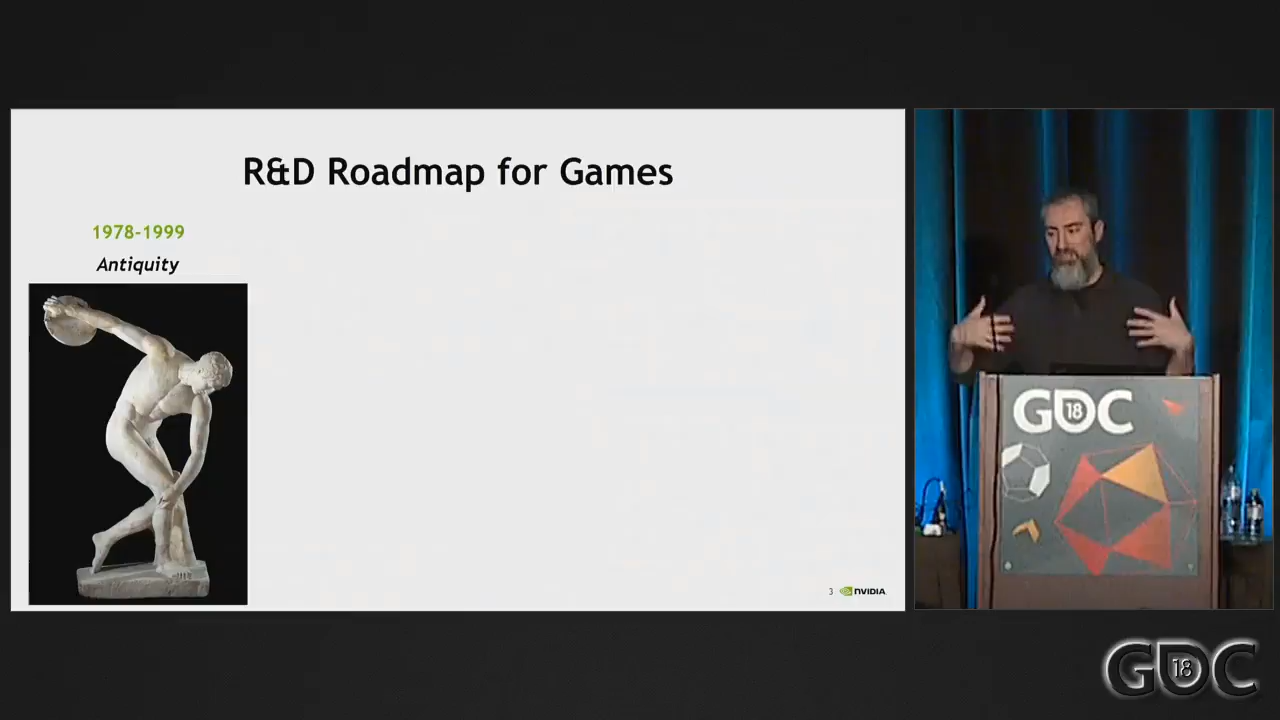 R&D Roadmap for Games
1978-1999
Antiquity
3 NVIDIA
GDC
18
GDC
18